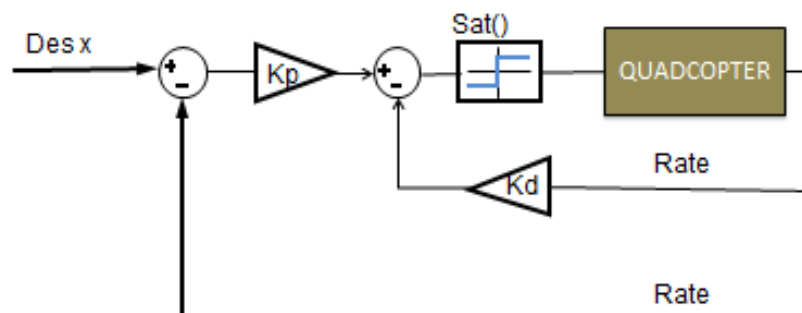 Des x
+
-
Kp
+
-
Sat()
QUADCOPTER
Kd
Rate
Rate